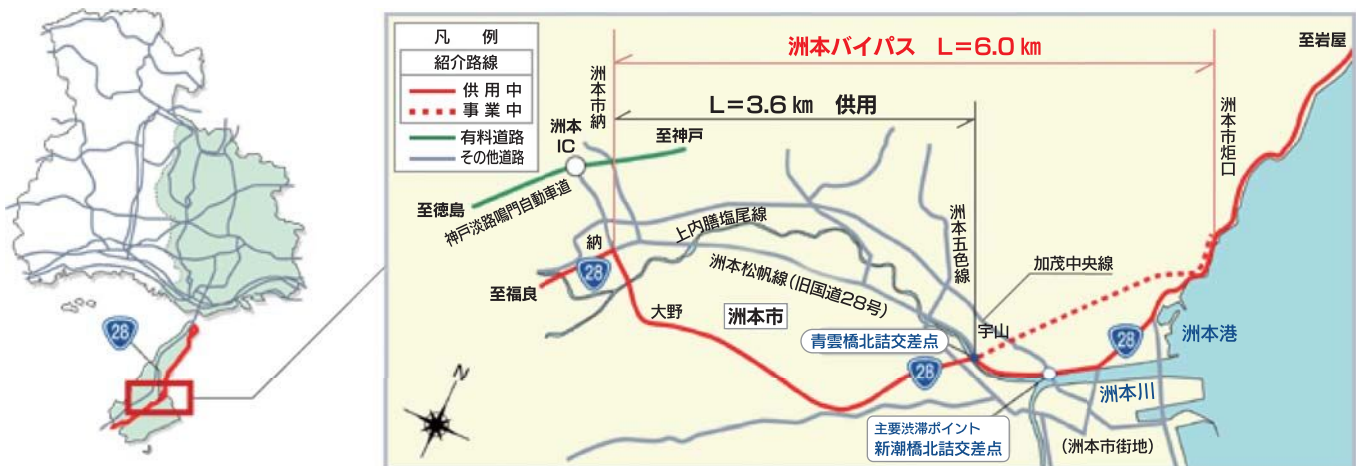 凡 例
紹介路線
供用中
事業中
有料道路
その他道路
洲本バイパス L=6.0㎞
L=3.6㎞ 供用
至岩屋
洲本市納
洲本市炬口
洲本
IC
至神戸
至徳島
神戸淡路鳴門自動車道
納
28
至福良
上内膳塩尾線
洲本松帆線(旧国道28号)
洲本五色線
加茂中央線
大野
洲本市
宇山
青雲橋北詰交差点
28
28
洲本港
洲本川
主要渋滞ポイント
新潮橋北詰交差点
(洲本市街地)
N
28